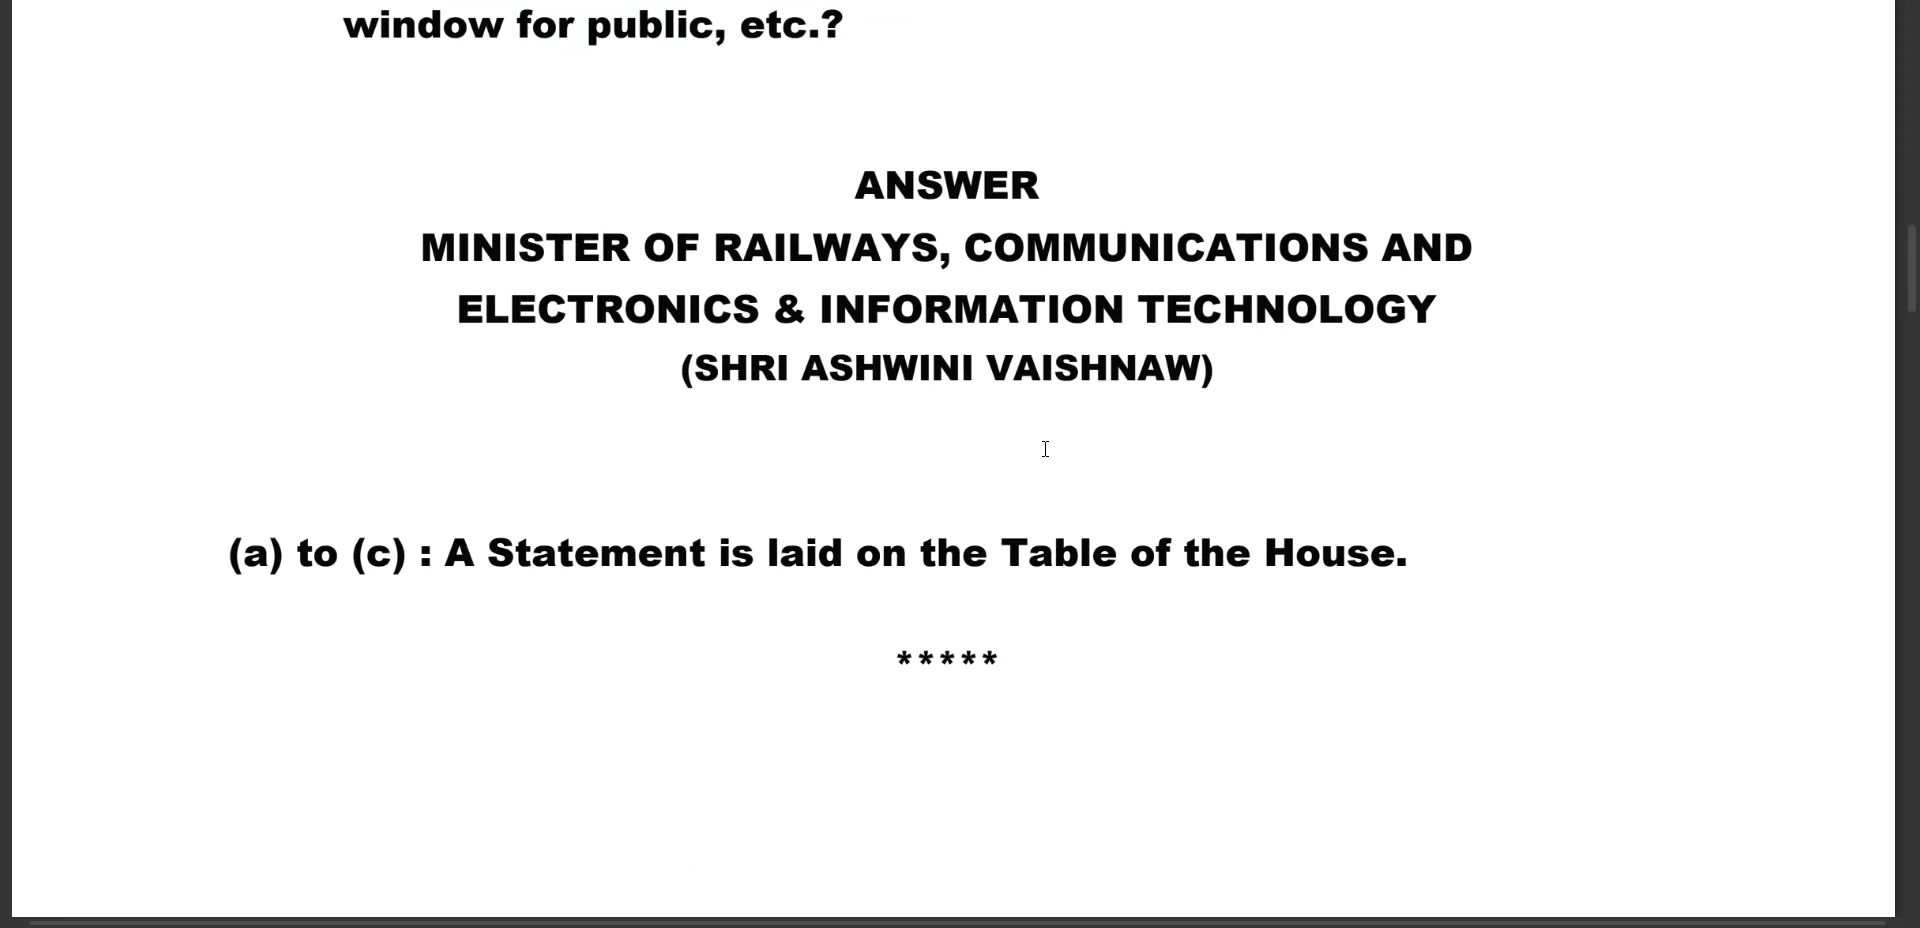 window for public, etc.?
ANSWER
MINISTER OF RAILWAYS, COMMUNICATIONS AND
ELECTRONICS & INFORMATION TECHNOLOGY
(SHRI ASHWINI VAISHNAW)
(a) to (c) : A Statement is laid on the Table of the House.
*****